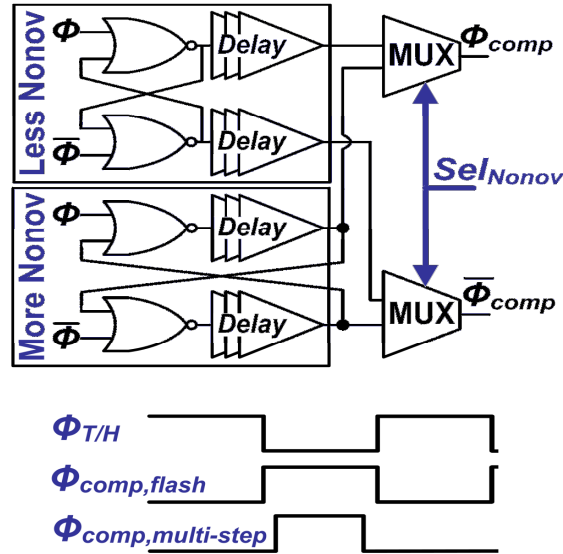 Less Nonov
Φ
Delay
Φ̅
Delay
MUX
Φcomp
SelNonov
More Nonov
Φ
Delay
Φ̅
Delay
MUX
Φ̅comp
ΦT/H
Φcomp,flash
Φcomp,multi-step